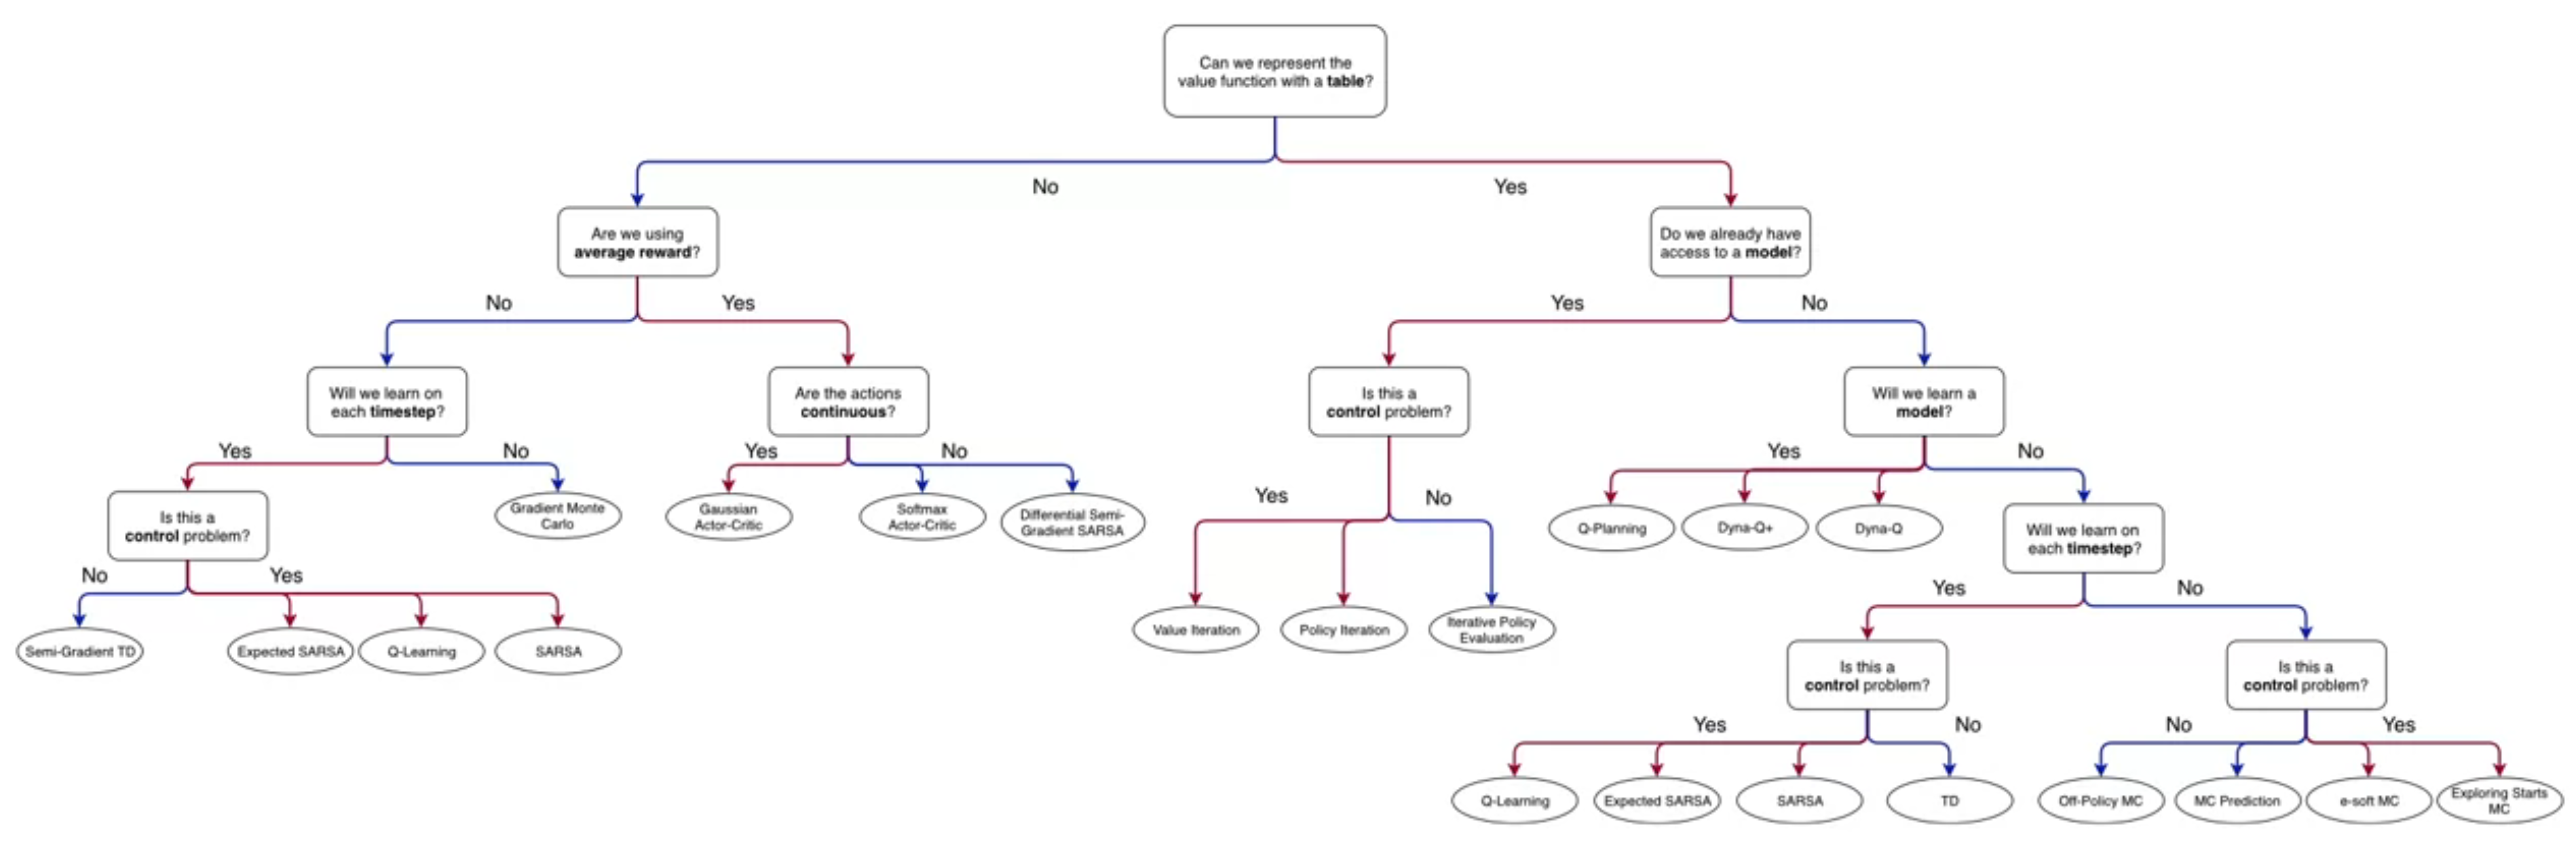 Can we represent the
value function with a table?
No
Yes
Are we using
average reward?
Do we already have
access to a model?
No
Yes
Yes
No
Will we learn on
each timestep?
Are the actions
continuous?
Is this a
control problem?
Will we learn a
model?
Yes
No
Yes
No
Yes
No
Yes
No
Is this a
control problem?
Gradient Monte
Carlo
Gaussian
Actor-Critic
Softmax
Actor-Critic
Differential Semi-
Gradient SARSA
Q-Planning
Dyna-Q+
Dyna-Q
Will we learn on
each timestep?
No
Yes
Yes
No
Semi-Gradient TD
Expected SARSA
Q-Learning
SARSA
Value Iteration
Policy Iteration
Iterative Policy
Evaluation
Is this a
control problem?
Is this a
control problem?
Yes
No
No
Yes
Q-Learning
Expected SARSA
SARSA
TD
Off-Policy MC
MC Prediction
e-soft MC
Exploring Starts
MC